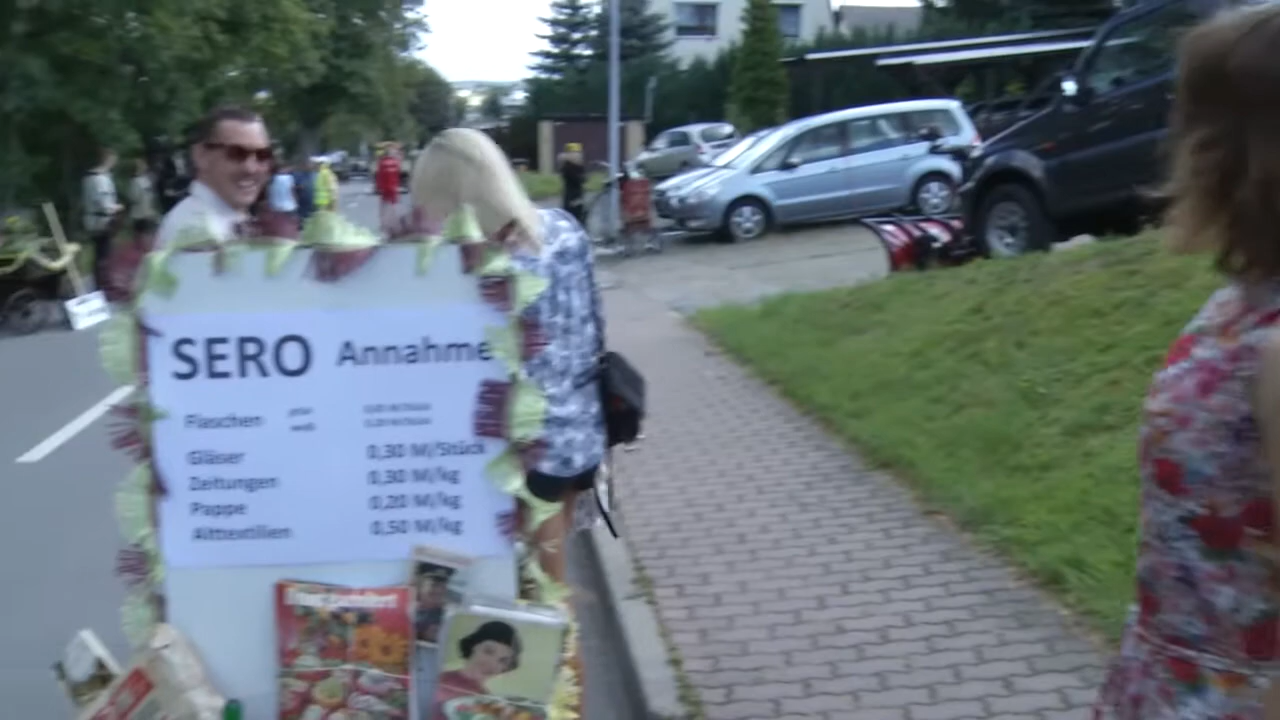 SERO Annahme
Flaschen
Gläser 0,30 M/Stück
Zeitungen 0,30 M/kg
Pappe 0,20 M/kg
Alttextilien 0,50 M/kg